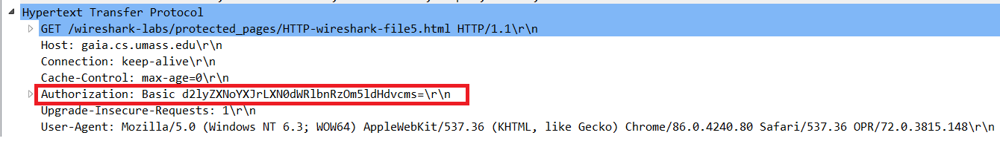 Hypertext Transfer Protocol
GET /wireshark-labs/protected_pages/HTTP-wireshark-file5.html HTTP/1.1\r\n
Host: gaia.cs.umass.edu\r\n
Connection: keep-alive\r\n
Cache-Control: max-age=0\r\n
Authorization: Basic d2lyZXNoYXJrLXN0dWRlbnRzOm5ldHdvcms=\r\n
Upgrade-Insecure-Requests: 1\r\n
User-Agent: Mozilla/5.0 (Windows NT 6.3; WOW64) AppleWebKit/537.36 (KHTML, like Gecko) Chrome/86.0.4240.80 Safari/537.36 OPR/72.0.3815.148\r\n